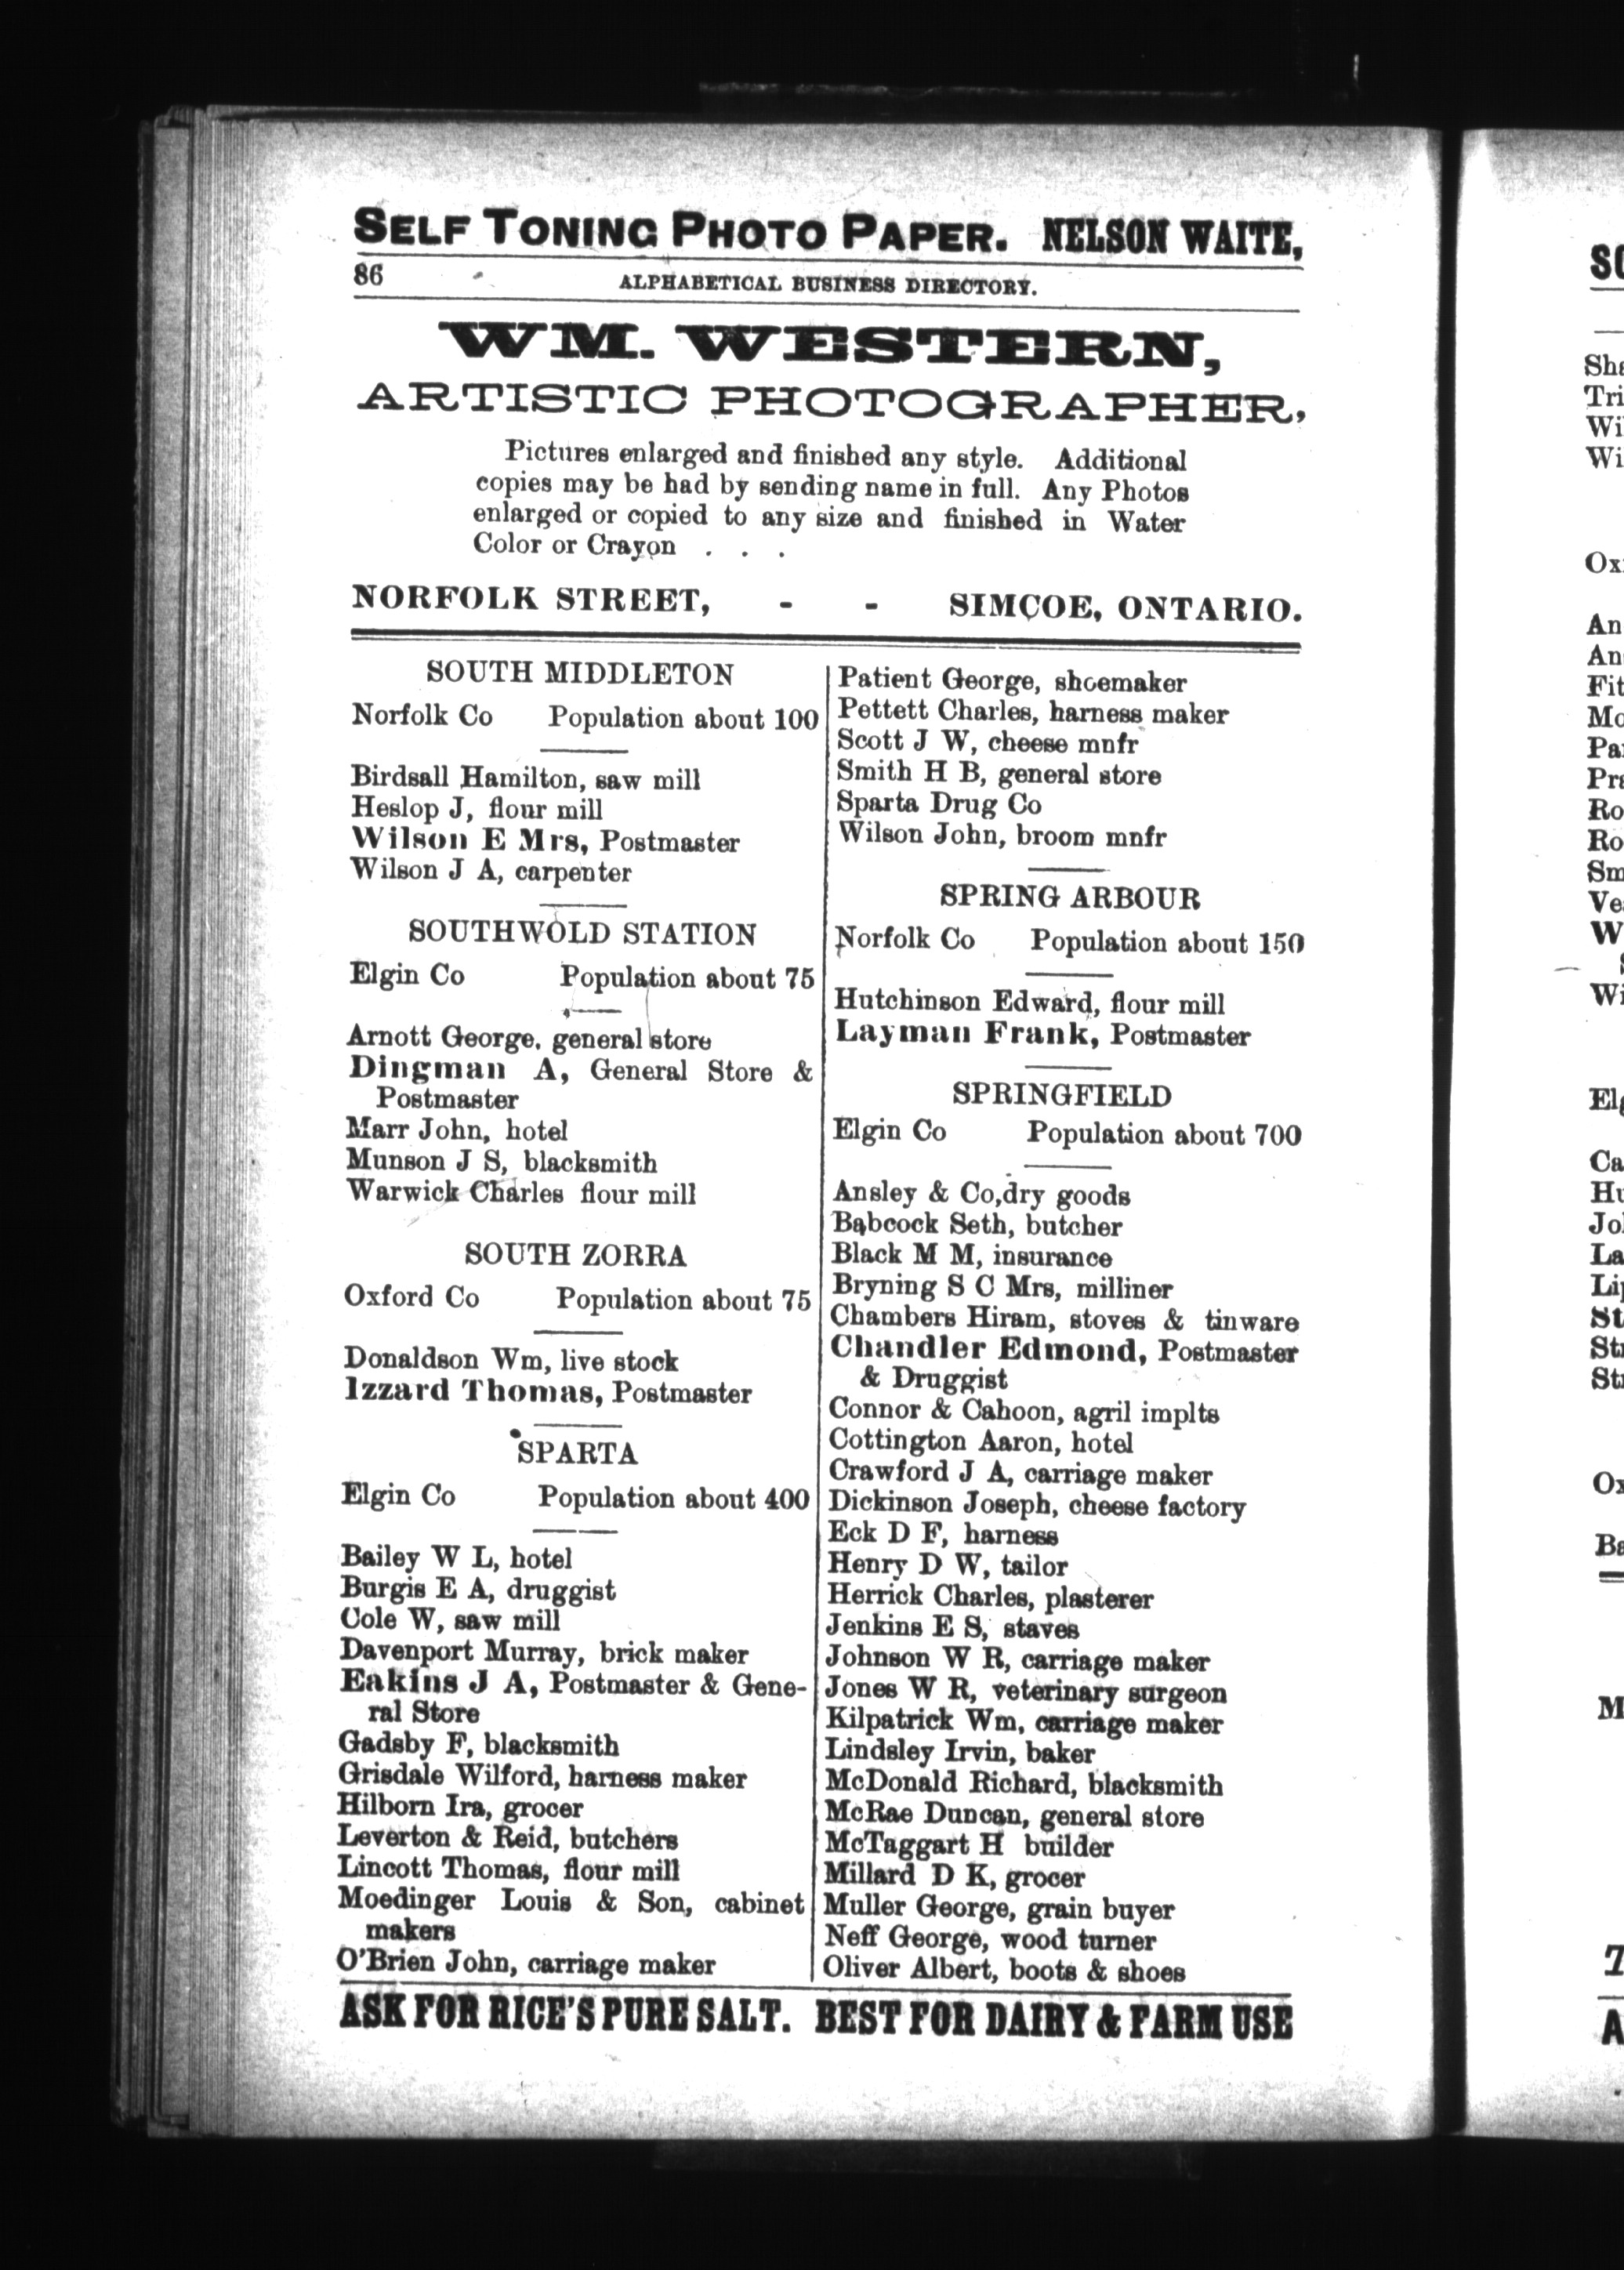 SELF TONING PHOTO PAPER. NELSON WAITE,
86 ALPHABETICAL BUSINESS DIRECTORY.
WM. WESTERN,
ARTISTIC PHOTOGRAPHER,
Pictures enlarged and finished any style. Additional
copies may be had by sending name in full. Any Photos
enlarged or copied to any size and finished in Water
Color or Crayon . . .
NORFOLK STREET, - - SIMCOE, ONTARIO.
SOUTH MIDDLETON
Norfolk Co Population about 100
Birdsall Hamilton, saw mill
Heslop J, flour mill
Wilson E Mrs, Postmaster
Wilson J A, carpenter
SOUTHWOLD STATION
Elgin Co Population about 75
Arnott George, general store
Dingman A, General Store &
Postmaster
Marr John, hotel
Munson J S, blacksmith
Warwick Charles flour mill
SOUTH ZORRA
Oxford Co Population about 75
Donaldson Wm, live stock
Izzard Thomas, Postmaster
SPARTA
Elgin Co Population about 400
Bailey W L, hotel
Burgis E A, druggist
Cole W, saw mill
Davenport Murray, brick maker
Eakins J A, Postmaster & Gene-
ral Store
Gadsby F, blacksmith
Grisdale Wilford, harness maker
Hilborn Ira, grocer
Leverton & Reid, butchers
Lincott Thomas, flour mill
Moedinger Louis & Son, cabinet
makers
O'Brien John, carriage maker
Patient George, shoemaker
Pettett Charles, harness maker
Scott J W, cheese mnfr
Smith H B, general store
Sparta Drug Co
Wilson John, broom mnfr
SPRING ARBOUR
Norfolk Co Population about 150
Hutchinson Edward, flour mill
Layman Frank, Postmaster
SPRINGFIELD
Elgin Co Population about 700
Ansley & Co,dry goods
Babcock Seth, butcher
Black M M, insurance
Bryning S C Mrs, milliner
Chambers Hiram, stoves & tinware
Chandler Edmond, Postmaster
& Druggist
Connor & Cahoon, agril implts
Cottington Aaron, hotel
Crawford J A, carriage maker
Dickinson Joseph, cheese factory
Eck D F, harness
Henry D W, tailor
Herrick Charles, plasterer
Jenkins E S, staves
Johnson W R, carriage maker
Jones W R, veterinary surgeon
Kilpatrick Wm, carriage maker
Lindsley Irvin, baker
McDonald Richard, blacksmith
McRae Duncan, general store
McTaggart H builder
Millard D K, grocer
Muller George, grain buyer
Neff George, wood turner
Oliver Albert, boots & shoes
ASK FOR RICE'S PURE SALT. BEST FOR DAIRY & FARM USE